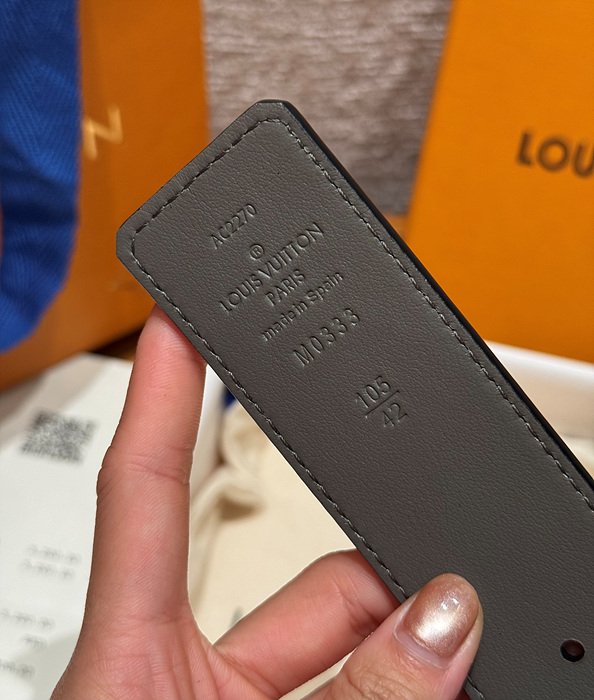 AC2270
®
LOUIS VUITTON
PARIS
made in Spain
M0333
105
42
LOU
N